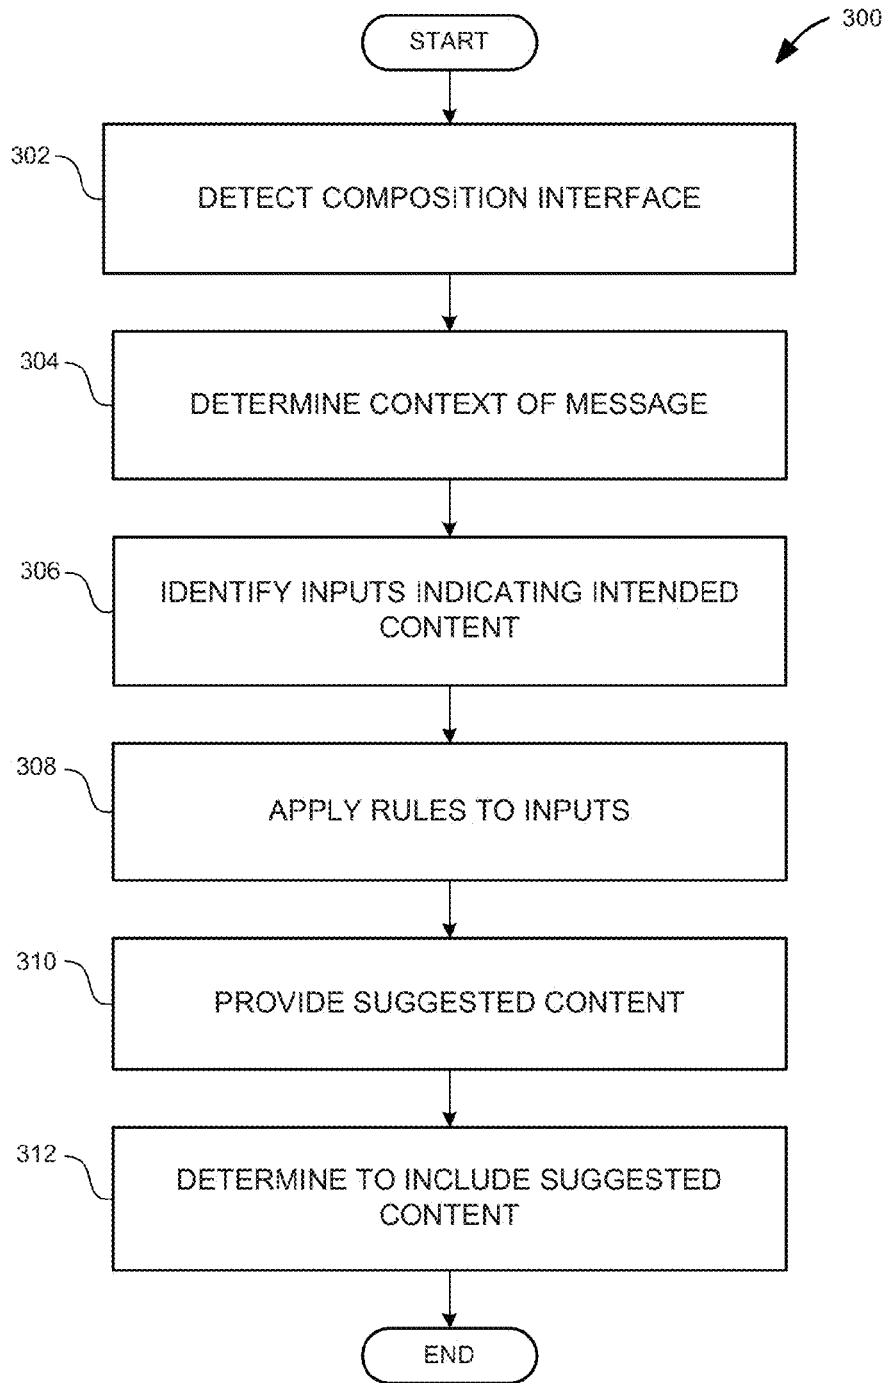 300
START
302
DETECT COMPOSITION INTERFACE
304
DETERMINE CONTEXT OF MESSAGE
306
IDENTIFY INPUTS INDICATING INTENDED
CONTENT
308
APPLY RULES TO INPUTS
310
PROVIDE SUGGESTED CONTENT
312
DETERMINE TO INCLUDE SUGGESTED
CONTENT
END